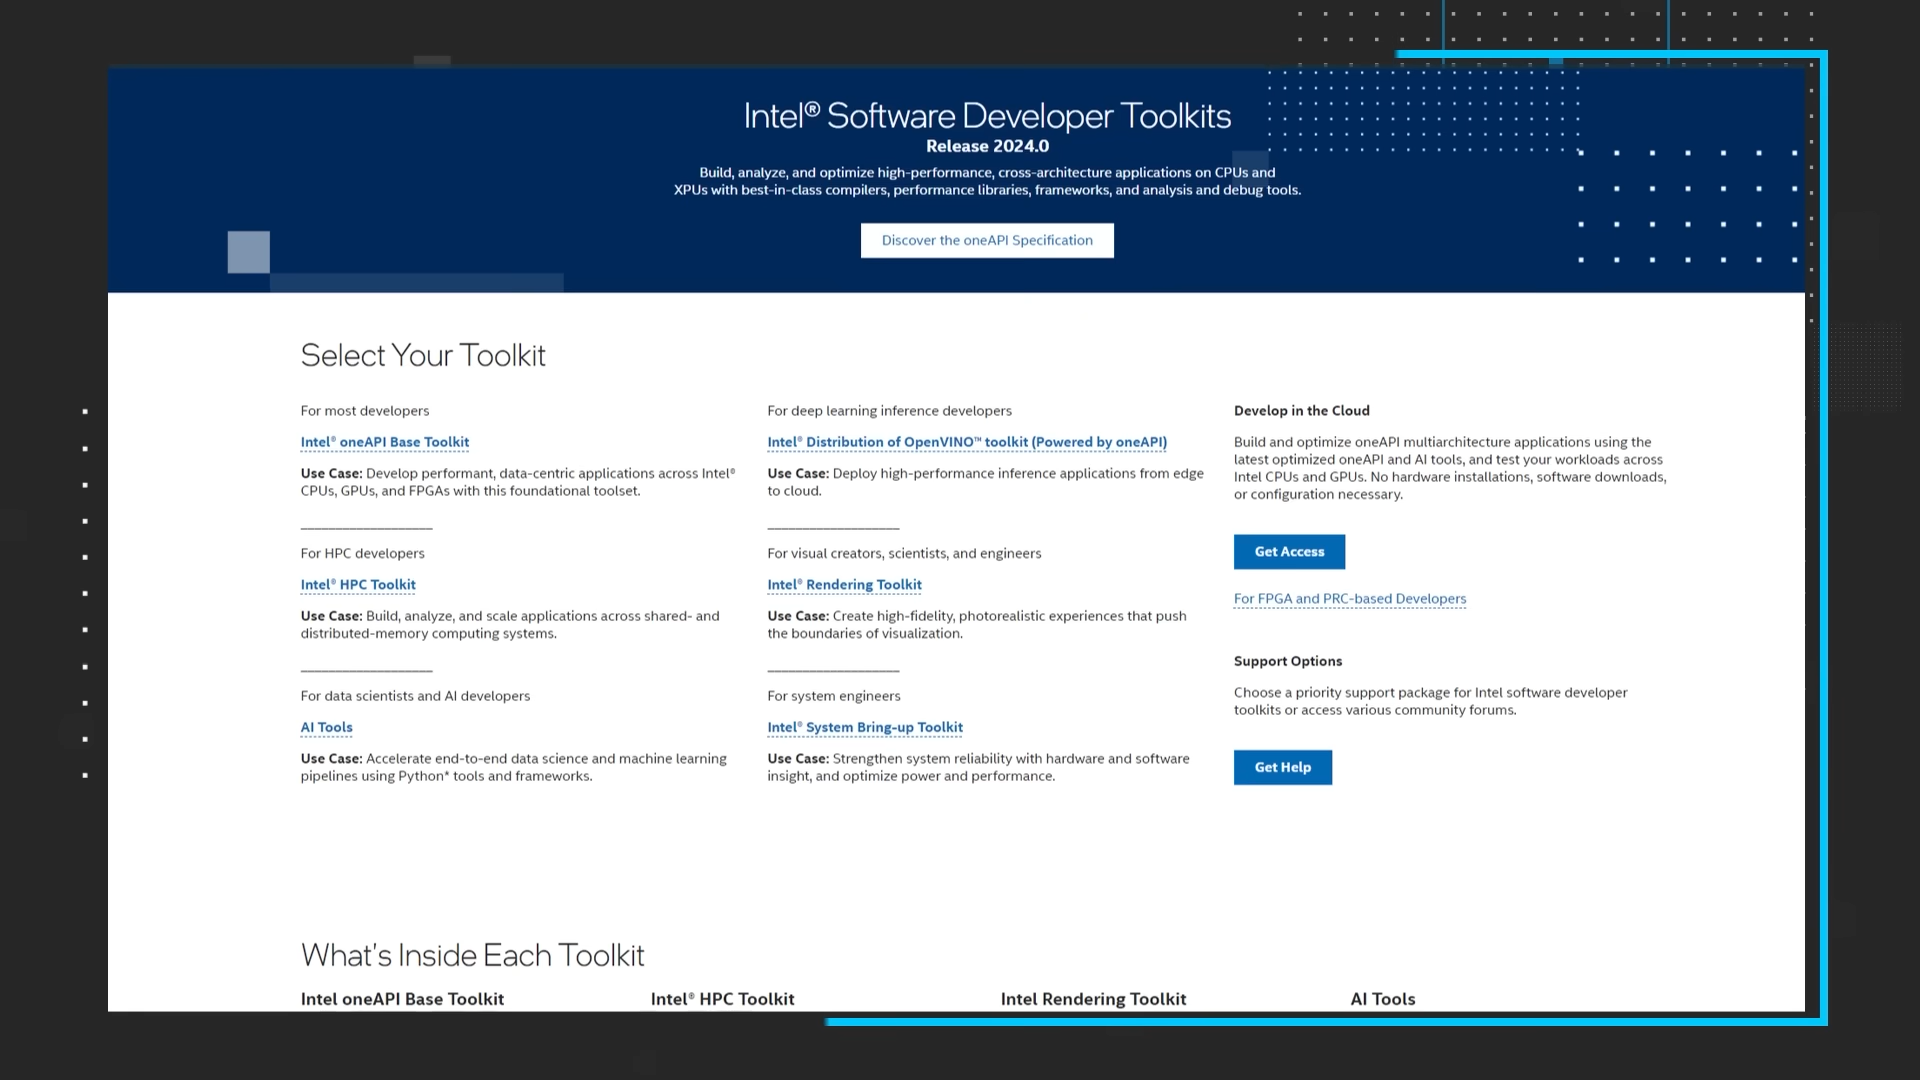 Intel® Software Developer Toolkits
Release 2024.0
Build, analyze, and optimize high-performance, cross-architecture applications on CPUs and
XPUs with best-in-class compilers, performance libraries, frameworks, and analysis and debug tools.
Discover the oneAPI Specification
Select Your Toolkit
For most developers
Intel® oneAPI Base Toolkit
Use Case: Develop performant, data-centric applications across Intel®
CPUs, GPUs, and FPGAs with this foundational toolset.
For HPC developers
Intel® HPC Toolkit
Use Case: Build, analyze, and scale applications across shared- and
distributed-memory computing systems.
For data scientists and AI developers
AI Tools
Use Case: Accelerate end-to-end data science and machine learning
pipelines using Python* tools and frameworks.
For deep learning inference developers
Intel® Distribution of OpenVINO™ toolkit (Powered by oneAPI)
Use Case: Deploy high-performance inference applications from edge
to cloud.
For visual creators, scientists, and engineers
Intel® Rendering Toolkit
Use Case: Create high-fidelity, photorealistic experiences that push
the boundaries of visualization.
For system engineers
Intel® System Bring-up Toolkit
Use Case: Strengthen system reliability with hardware and software
insight, and optimize power and performance.
Develop in the Cloud
Build and optimize oneAPI multiarchitecture applications using the
latest optimized oneAPI and AI tools, and test your workloads across
Intel CPUs and GPUs. No hardware installations, software downloads,
or configuration necessary.
Get Access
For FPGA and PRC-based Developers
Support Options
Choose a priority support package for Intel software developer
toolkits or access various community forums.
Get Help
What's Inside Each Toolkit
Intel oneAPI Base Toolkit
Intel® HPC Toolkit
Intel Rendering Toolkit
AI Tools